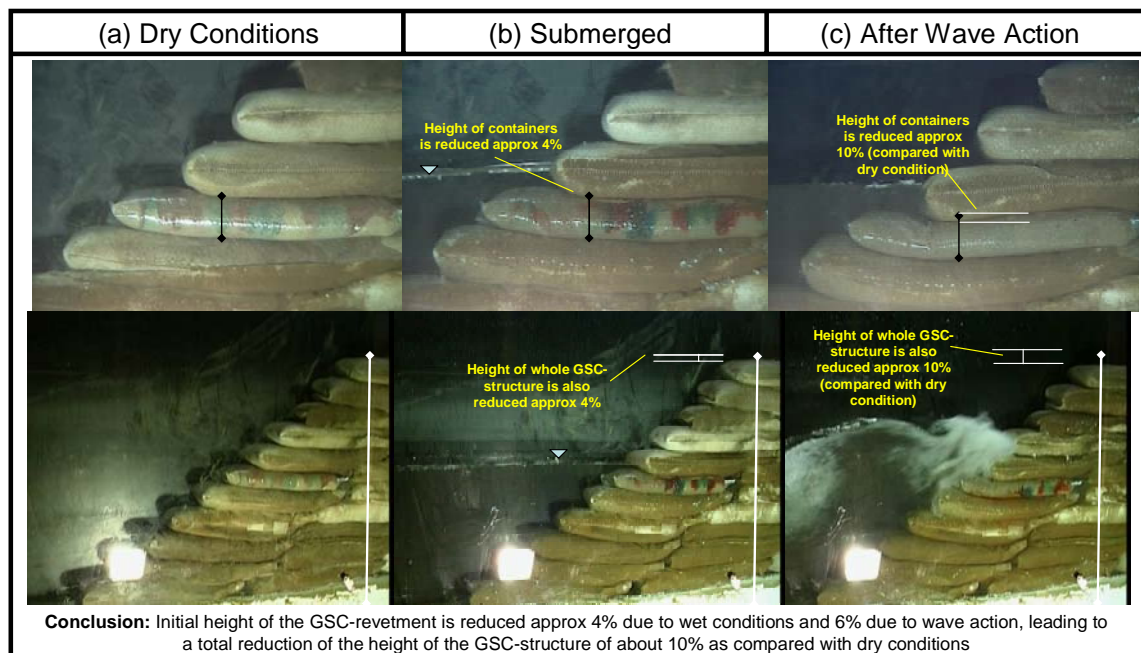 (a) Dry Conditions
(b) Submerged
(c) After Wave Action
Height of containers
is reduced approx 4%
Height of containers
is reduced approx
10% (compared with
dry condition)
Height of whole GSC-
structure is also
reduced approx 4%
Height of whole GSC-
structure is also
reduced approx 10%
(compared with dry
condition)
Conclusion: Initial height of the GSC-revetment is reduced approx 4% due to wet conditions and 6% due to wave action, leading to
a total reduction of the height of the GSC-structure of about 10% as compared with dry conditions